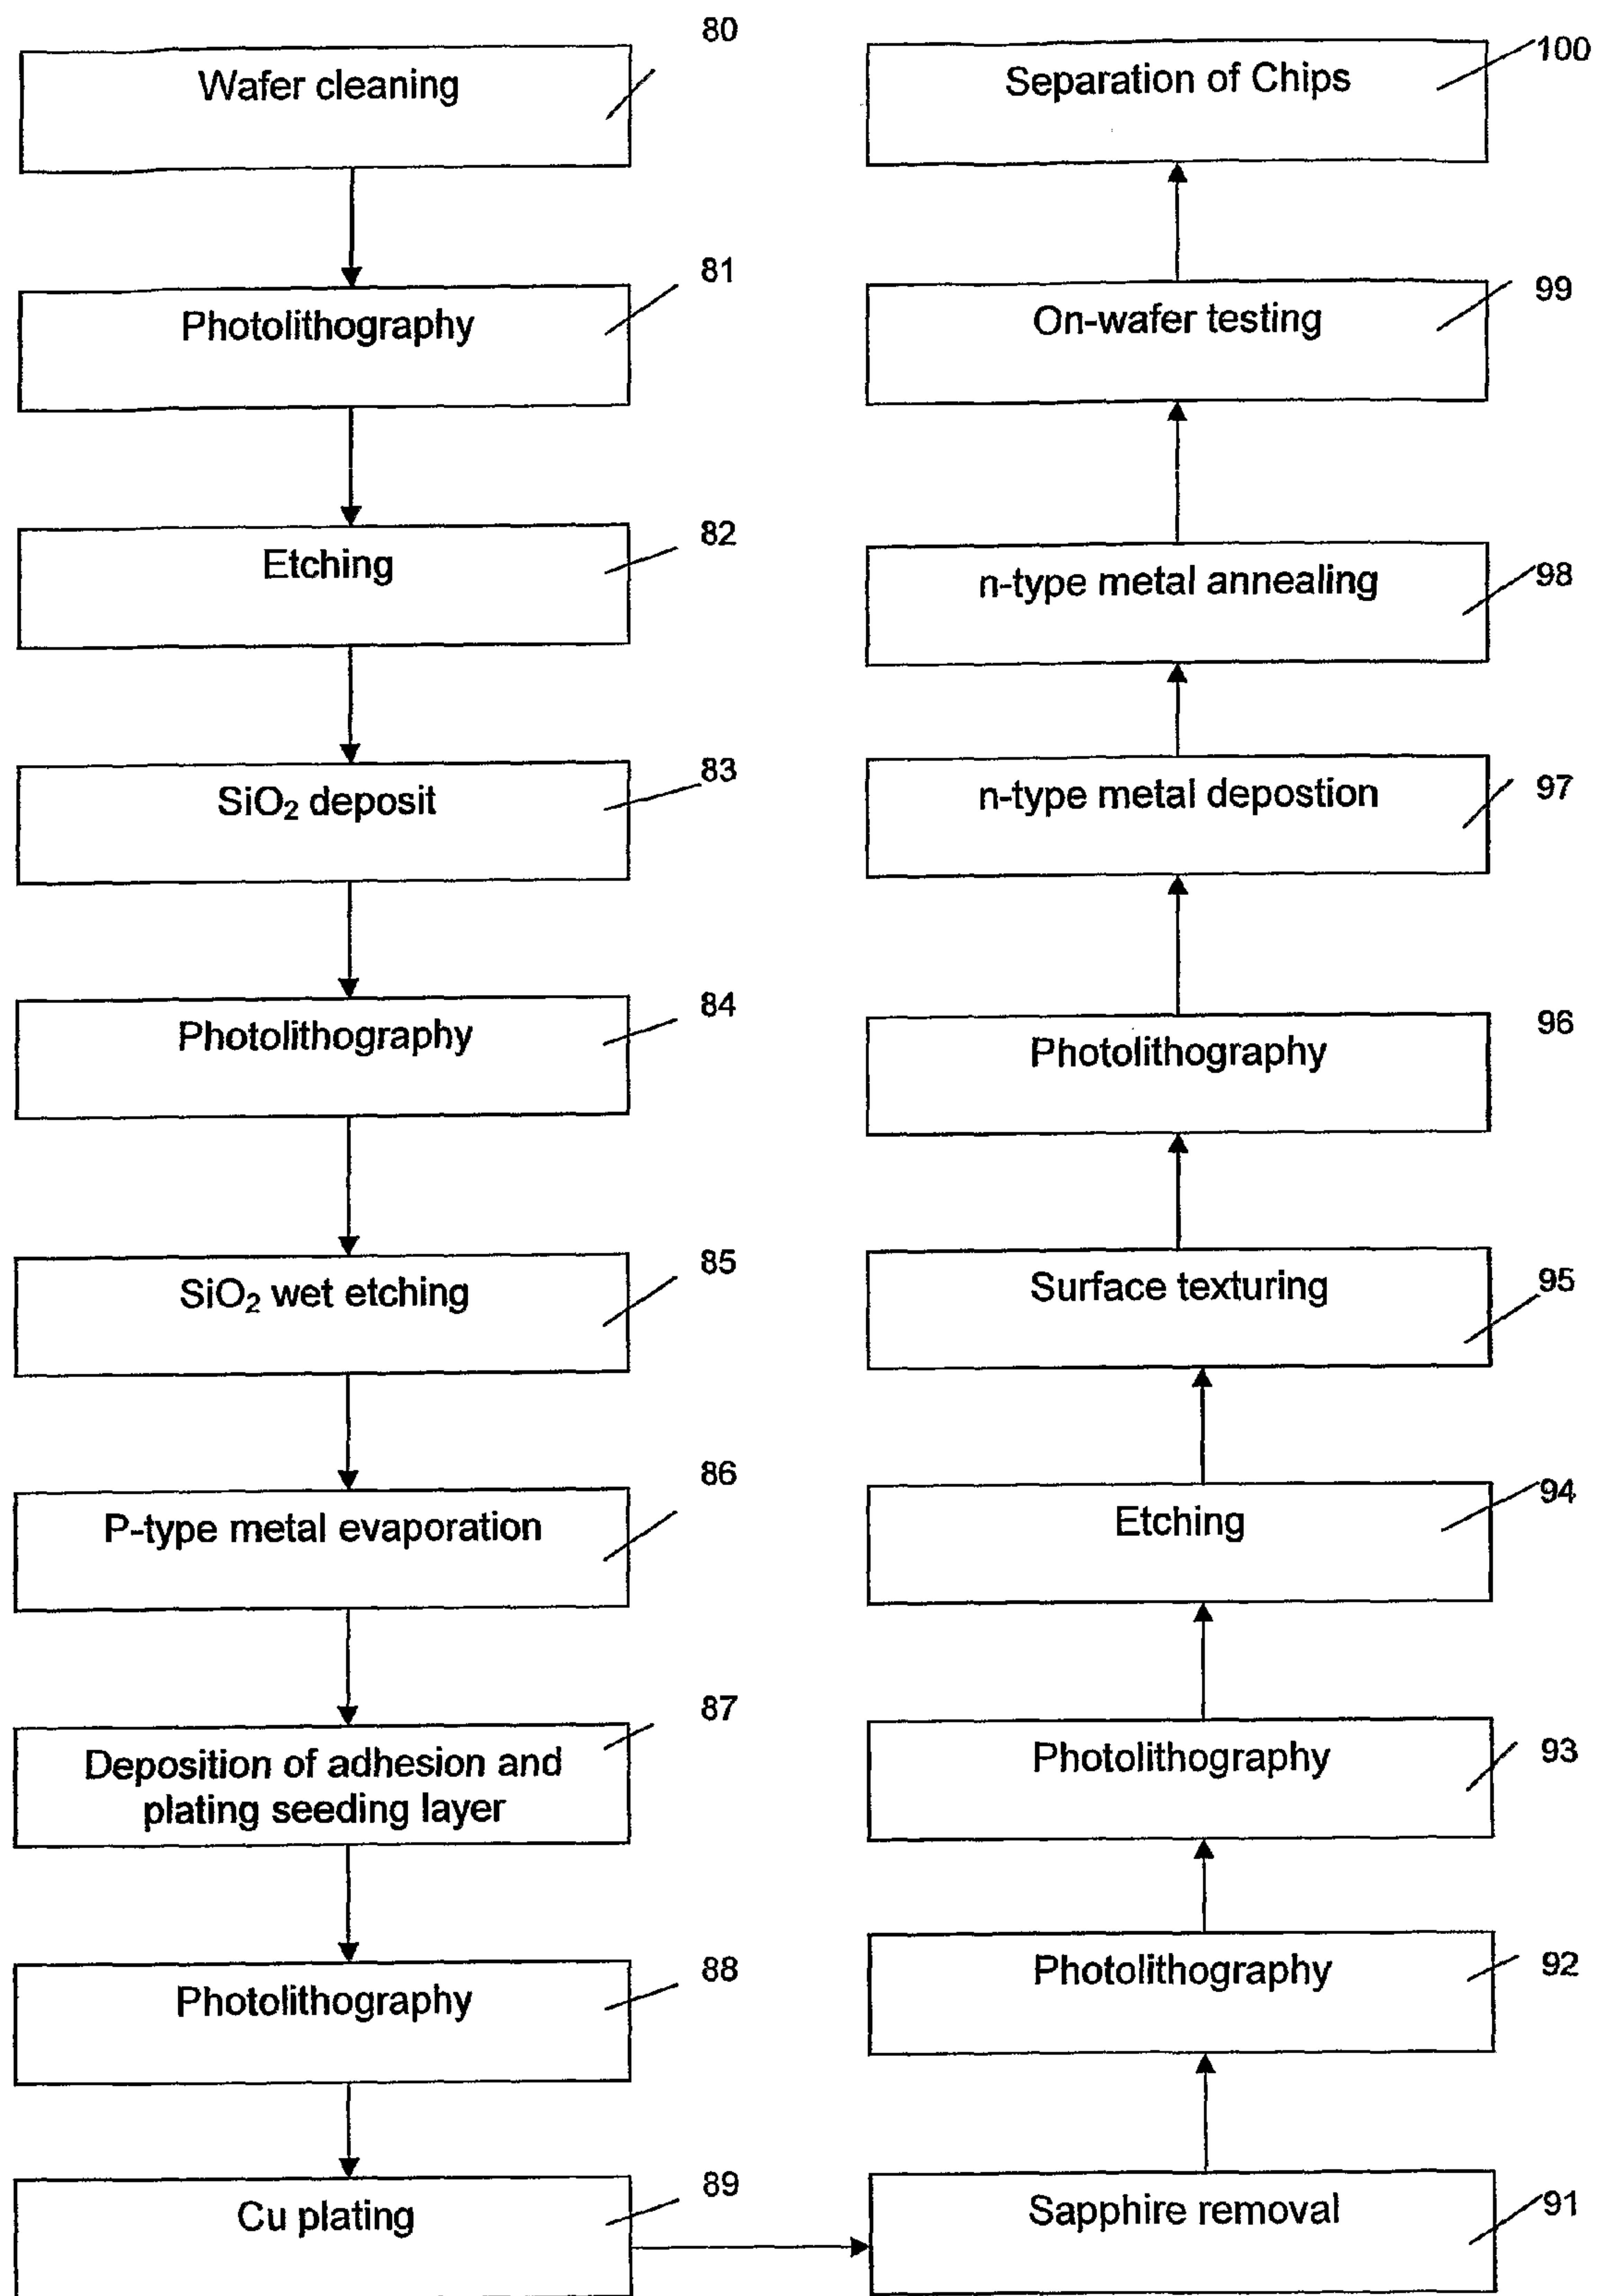 80
Wafer cleaning
81
Photolithography
82
Etching
83
SiO₂ deposit
84
Photolithography
85
SiO₂ wet etching
86
P-type metal evaporation
87
Deposition of adhesion and
plating seeding layer
88
Photolithography
89
Cu plating
91
Sapphire removal
92
Photolithography
93
Photolithography
94
Etching
95
Surface texturing
96
Photolithography
97
n-type metal depostion
98
n-type metal annealing
99
On-wafer testing
100
Separation of Chips